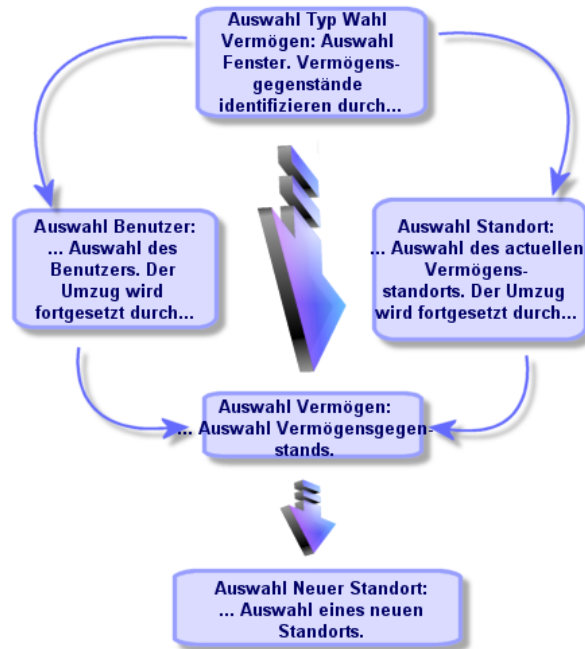 Auswahl Typ Wahl
Vermögen: Auswahl
Fenster. Vermögens-
gegenstände
identifizieren durch...
Auswahl Benutzer:
... Auswahl des
Benutzers. Der
Umzug wird
fortgesetzt durch...
Auswahl Standort:
... Auswahl des actuellen
Vermögens-
standorts. Der Umzug
wird fortgesetzt durch...
Auswahl Vermögen:
... Auswahl Vermögensgegen-
stands.
Auswahl Neuer Standort:
... Auswahl eines neuen
Standorts.